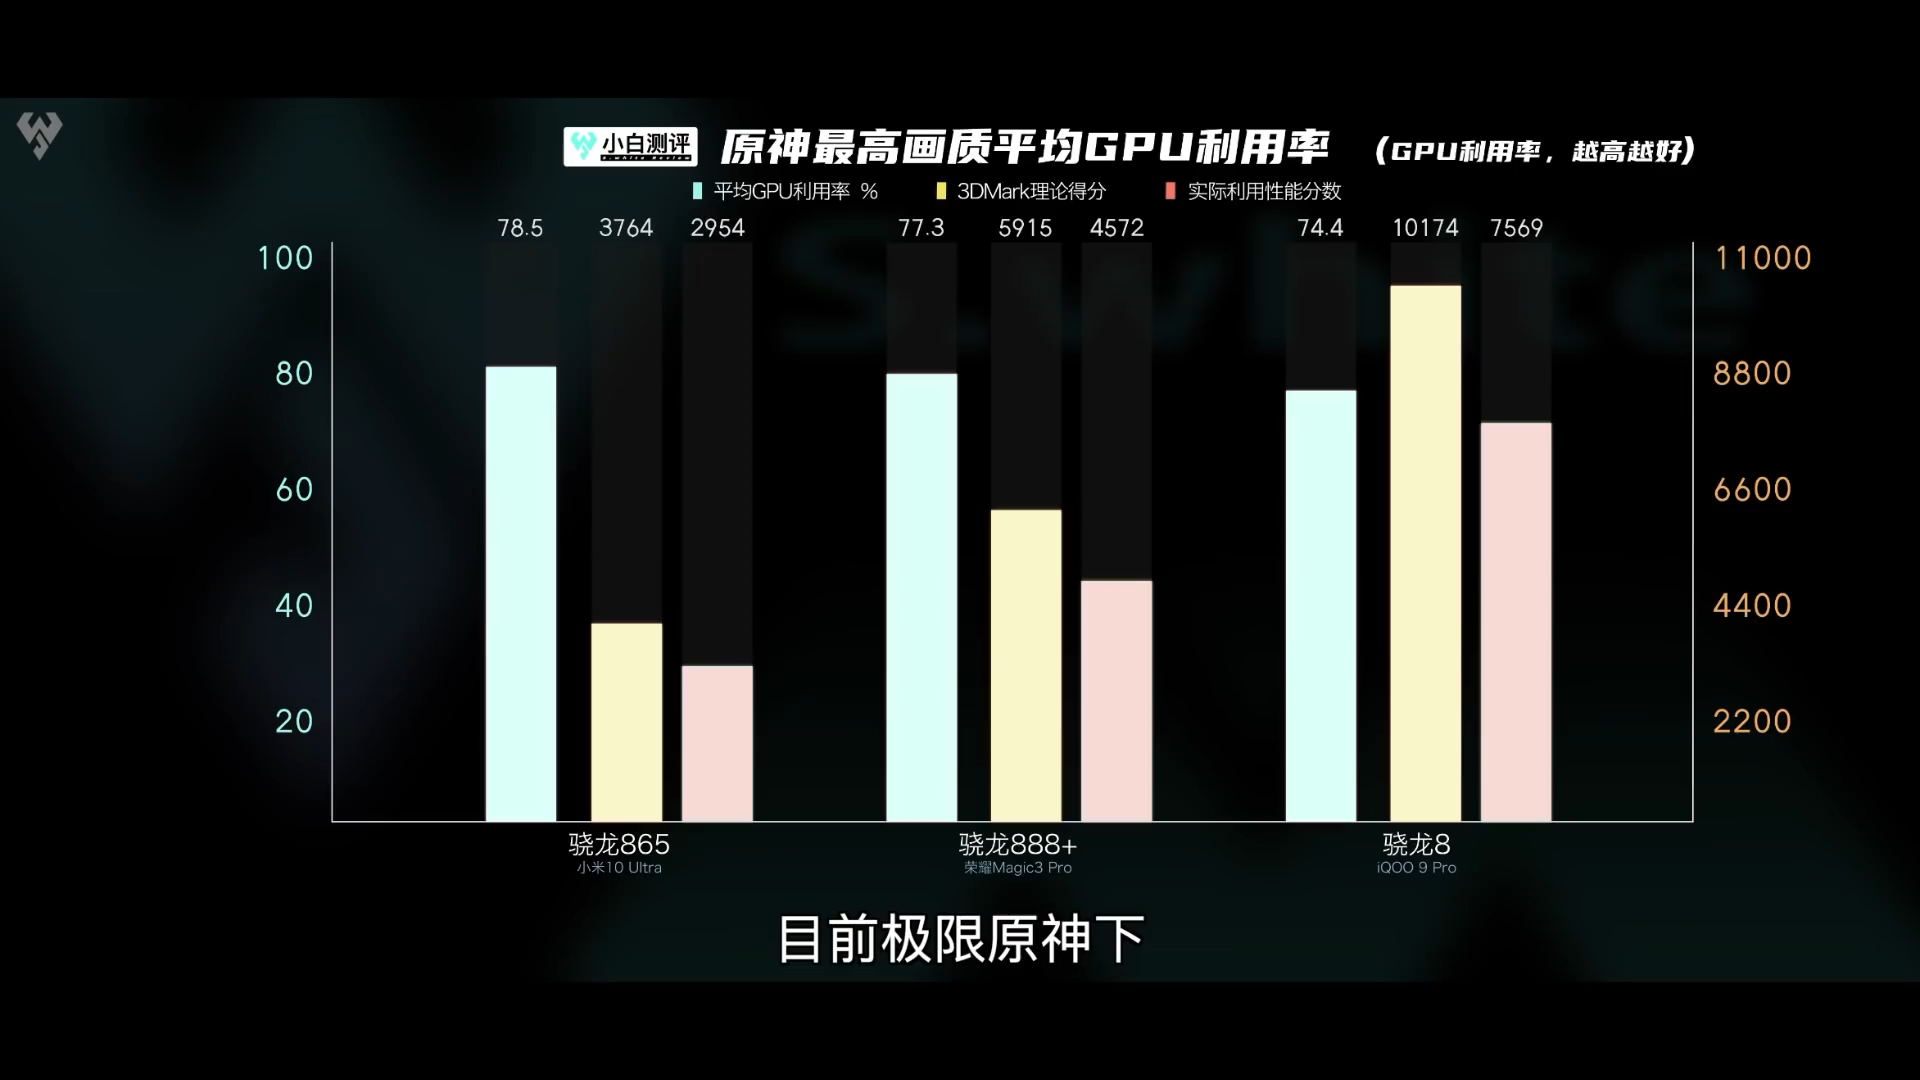 小白测评 原神最高画质平均GPU利用率 (GPU利用率，越高越好)
S.white Review
平均GPU利用率 % 3DMark理论得分 实际利用性能分数
78.5 3764 2954 77.3 5915 4572 74.4 10174 7569
100 11000
80 8800
60 6600
40 4400
20 2200
S.white
骁龙865 骁龙888+ 骁龙8
小米10 Ultra 荣耀Magic3 Pro iQOO 9 Pro
目前极限原神下